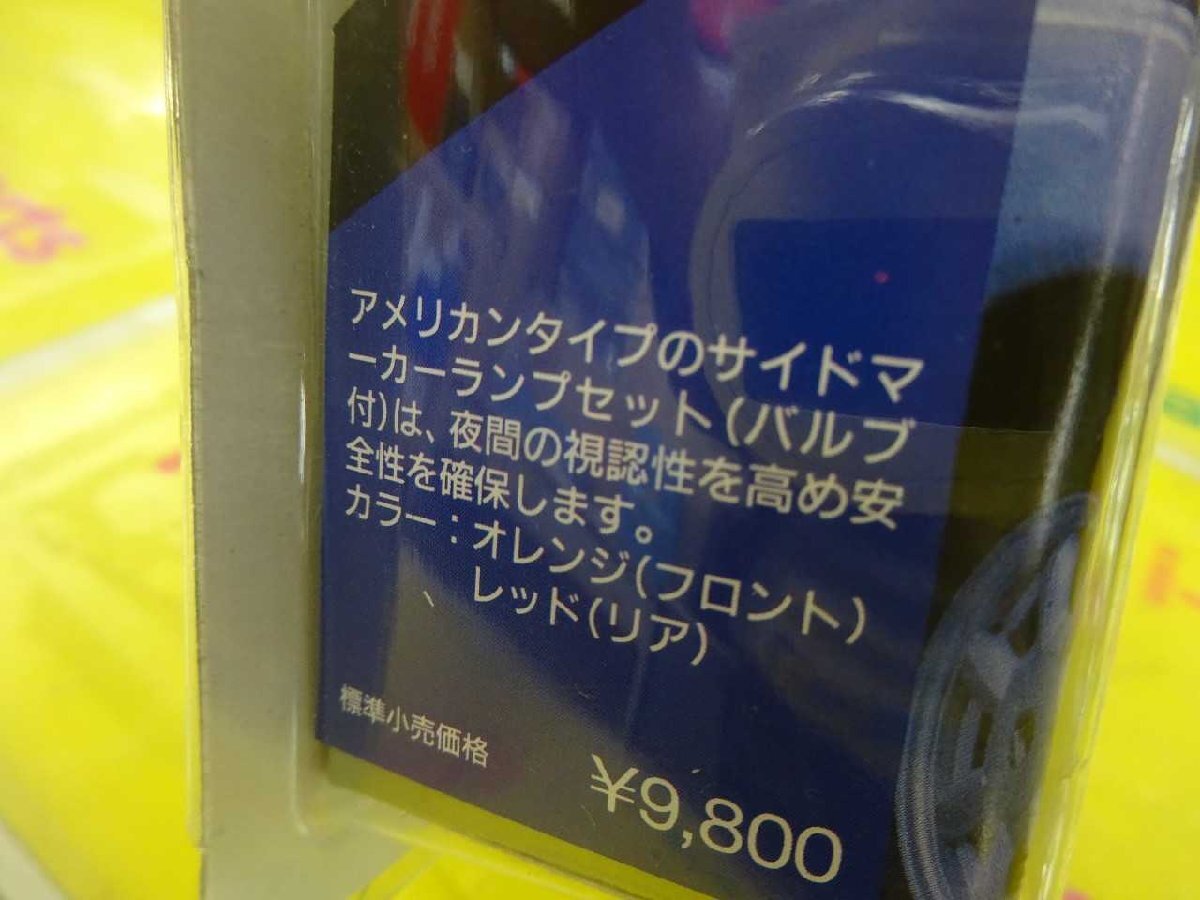 アメリカンタイプのサイドマ
ーカーランプセット(バルブ
付)は、夜間の視認性を高め安
全性を確保します。
カラー：オレンジ(フロント)
レッド(リア)
標準小売価格
¥9,800